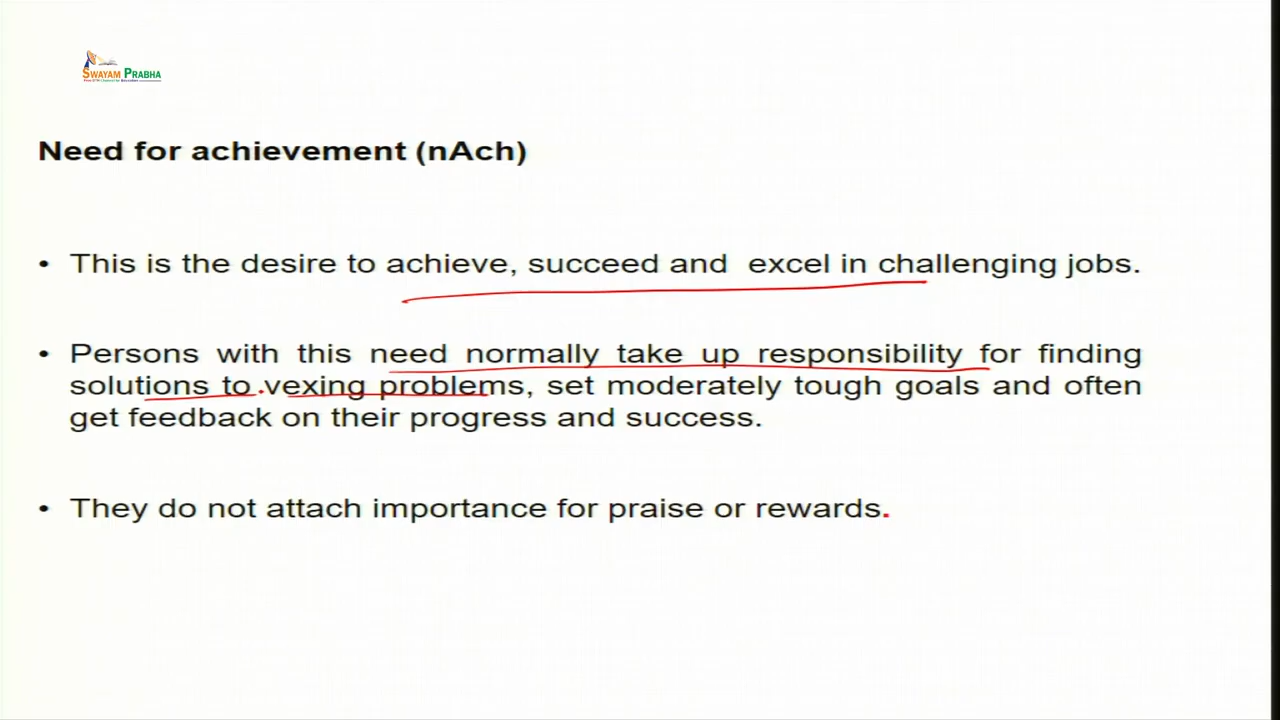 SWAYAM PRABHA
Need for achievement (nAch)
• This is the desire to achieve, succeed and excel in challenging jobs.
• Persons with this need normally take up responsibility for finding
solutions to vexing problems, set moderately tough goals and often
get feedback on their progress and success.
• They do not attach importance for praise or rewards.